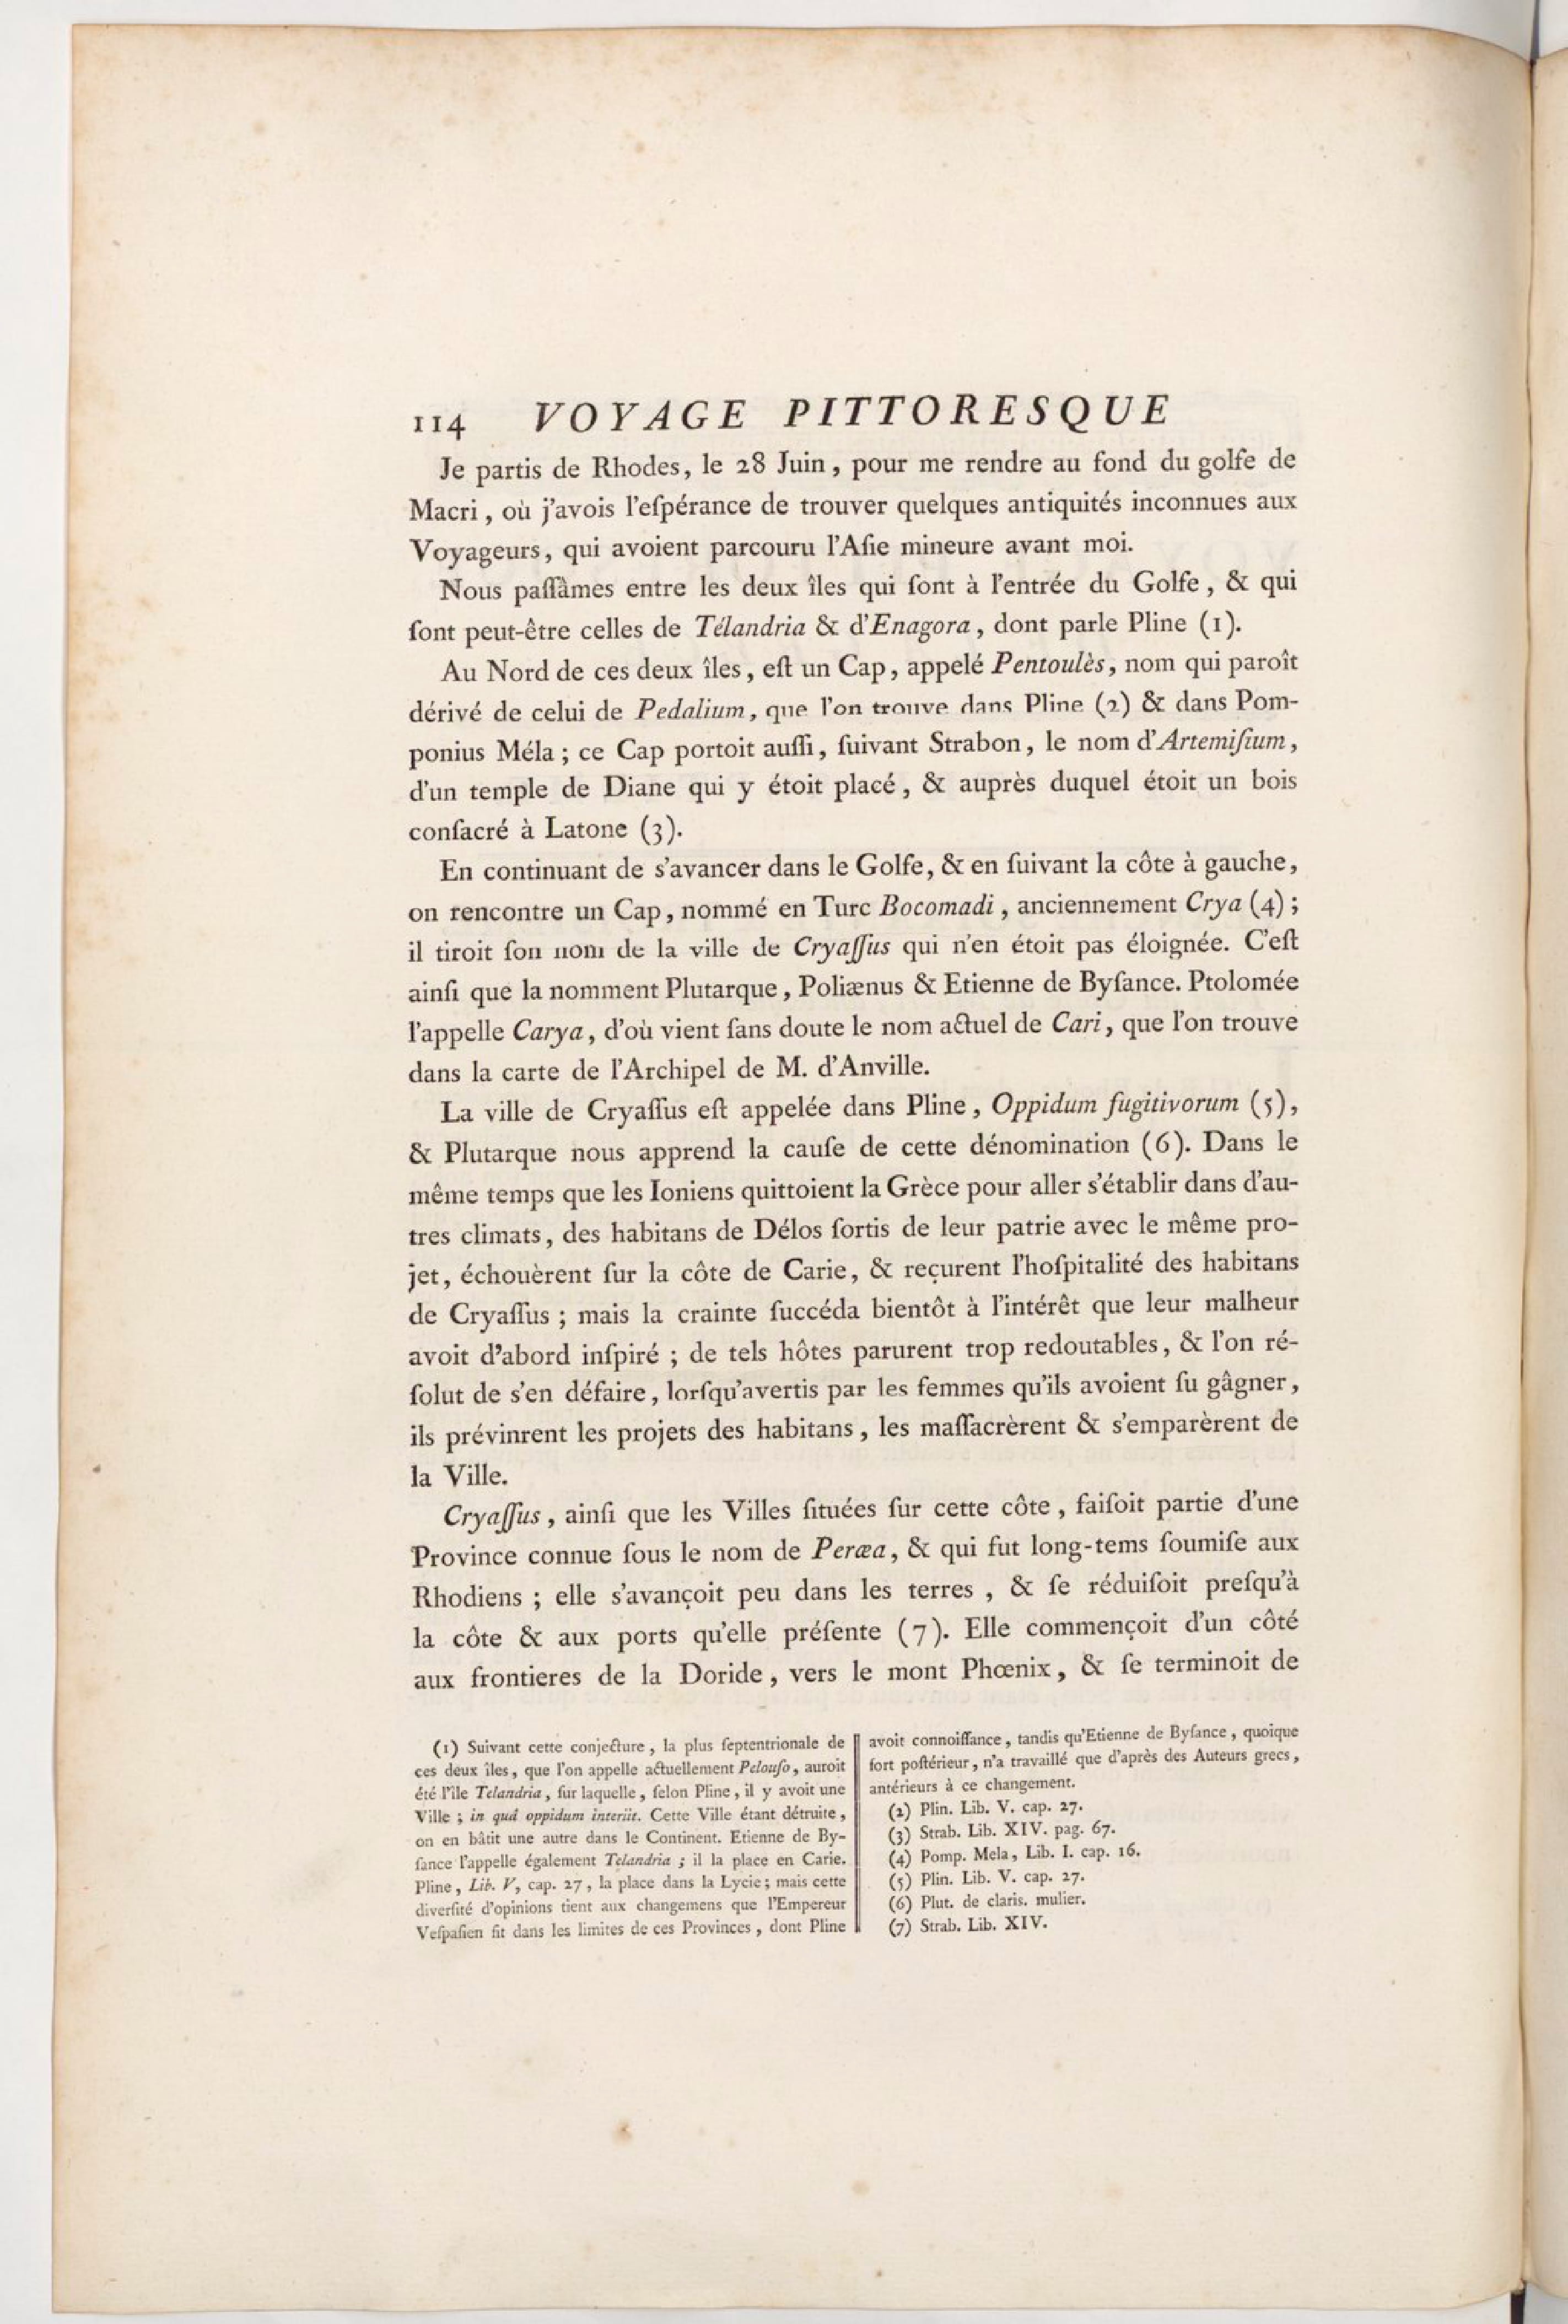 114 VOYAGE PITTORESQUE
Je partis de Rhodes, le 28 Juin, pour me rendre au fond du golfe de
Macri, où j'avois l'eſpérance de trouver quelques antiquités inconnues aux
Voyageurs, qui avoient parcouru l'Aſie mineure avant moi.
Nous paſſâmes entre les deux îles qui ſont à l'entrée du Golfe, & qui
ſont peut-être celles de Télandria & d'Enagora, dont parle Pline (1).
Au Nord de ces deux îles, eſt un Cap, appelé Pentoulès, nom qui paroît
dérivé de celui de Pedalium, que l'on trouve dans Pline (2) & dans Pom-
ponius Méla; ce Cap portoit auſſi, ſuivant Strabon, le nom d'Artemiſium,
d'un temple de Diane qui y étoit placé, & auprès duquel étoit un bois
conſacré à Latone (3).
En continuant de s'avancer dans le Golfe, & en ſuivant la côte à gauche,
on rencontre un Cap, nommé en Turc Bocomadi, anciennement Crya (4);
il tiroit ſon nom de la ville de Cryaſſus qui n'en étoit pas éloignée. C'eſt
ainſi que la nomment Plutarque, Poliænus & Etienne de Byſance. Ptolomée
l'appelle Carya, d'où vient ſans doute le nom actuel de Cari, que l'on trouve
dans la carte de l'Archipel de M. d'Anville.
La ville de Cryaſſus eſt appelée dans Pline, Oppidum fugitivorum (5),
& Plutarque nous apprend la cauſe de cette dénomination (6). Dans le
même temps que les Ioniens quittoient la Grèce pour aller s'établir dans d'au-
tres climats, des habitans de Délos ſortis de leur patrie avec le même pro-
jet, échouèrent ſur la côte de Carie, & reçurent l'hoſpitalité des habitans
de Cryaſſus; mais la crainte ſuccéda bientôt à l'intérêt que leur malheur
avoit d'abord inſpiré; de tels hôtes parurent trop redoutables, & l'on ré-
ſolut de s'en défaire, lorſqu'avertis par les femmes qu'ils avoient ſu gâgner,
ils prévinrent les projets des habitans, les maſſacrèrent & s'emparèrent de
la Ville.
Cryaſſus, ainſi que les Villes ſituées ſur cette côte, faiſoit partie d'une
Province connue ſous le nom de Peræa, & qui fut long-tems ſoumiſe aux
Rhodiens; elle s'avançoit peu dans les terres, & ſe réduiſoit preſqu'à
la côte & aux ports qu'elle préſente (7). Elle commençoit d'un côté
aux frontieres de la Doride, vers le mont Phœnix, & ſe terminoit de
(1) Suivant cette conjecture, la plus ſeptentrionale de
ces deux îles, que l'on appelle actuellement Pelouſo, auroit
été l'île Telandria, ſur laquelle, ſelon Pline, il y avoit une
Ville; in quâ oppidum interiit. Cette Ville étant détruite,
on en bâtit une autre dans le Continent. Etienne de By-
ſance l'appelle également Telandria; il la place en Carie.
Pline, Lib. V, cap. 27, la place dans la Lycie; mais cette
diverſité d'opinions tient aux changemens que l'Empereur
Veſpaſien fit dans les limites de ces Provinces, dont Pline
avoit connoiſſance, tandis qu'Etienne de Byſance, quoique
fort poſtérieur, n'a travaillé que d'après des Auteurs grecs,
antérieurs à ce changement.
(2) Plin. Lib. V. cap. 27.
(3) Strab. Lib. XIV. pag. 67.
(4) Pomp. Mela, Lib. I. cap. 16.
(5) Plin. Lib. V. cap. 27.
(6) Plut. de claris. mulier.
(7) Strab. Lib. XIV.